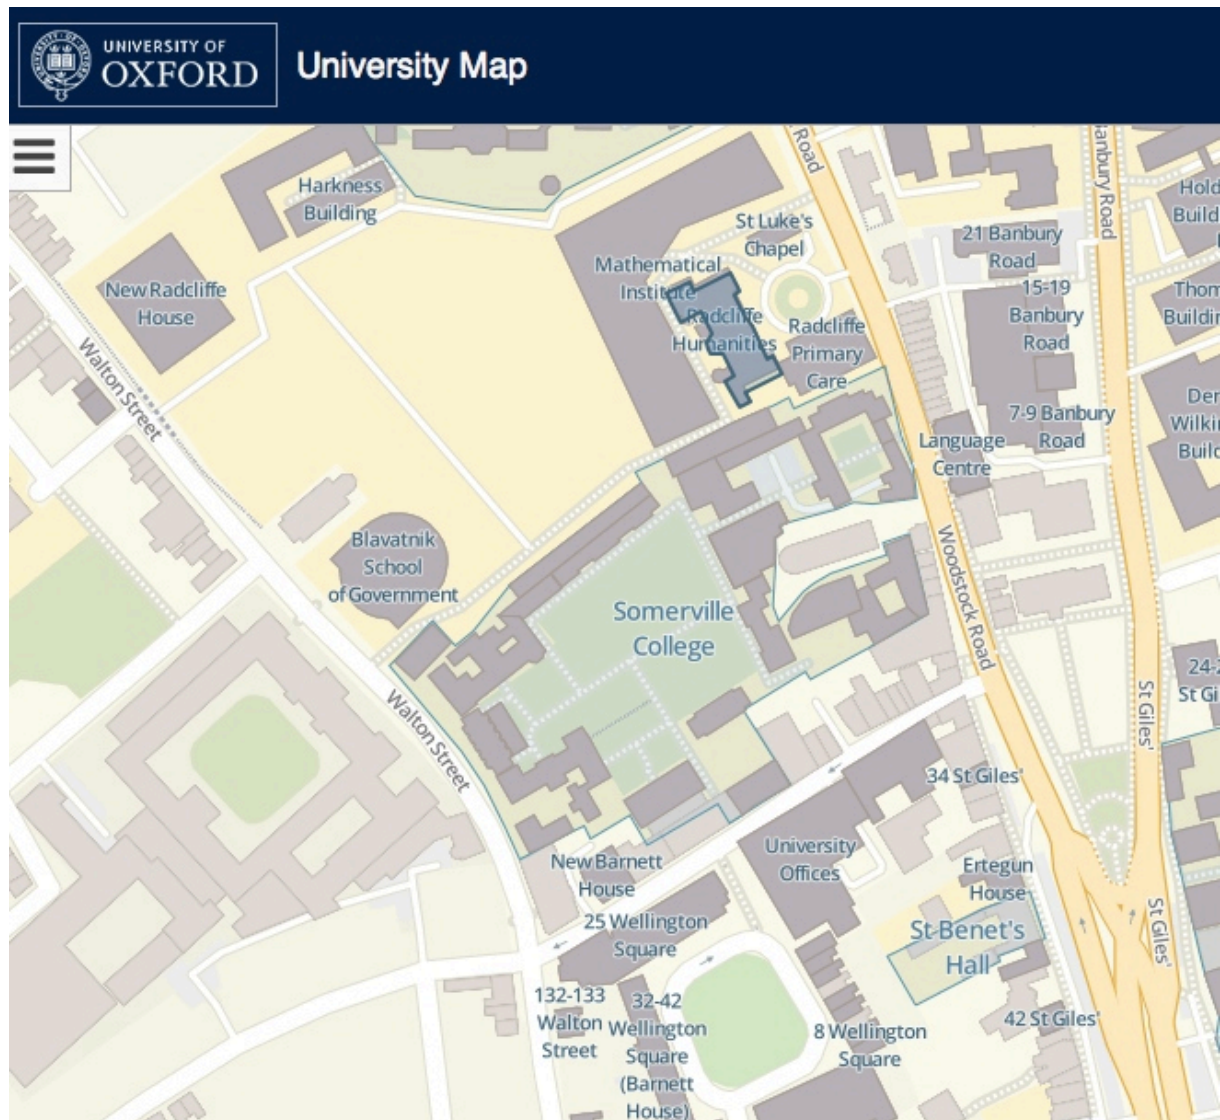 UNIVERSITY OF
OXFORD
University Map
Road
Banbury Road
Harkness
Building
St Luke's
Chapel
21 Banbury
Road
Mathematical
Institute
New Radcliffe
House
15-19
Banbury
Road
Radcliffe
Humanities
Radcliffe
Primary
Care
Walton Street
7-9 Banbury
Road
Language
Centre
Blavatnik
School
of Government
Woodstock Road
Somerville
College
St Giles'
Walton Street
34 St Giles'
University
Offices
New Barnett
House
Ertegun
House
25 Wellington
Square
St Benet's
Hall
St Giles'
132-133
Walton
Street
32-42
Wellington
Square
(Barnett
House)
8 Wellington
Square
42 St Giles'